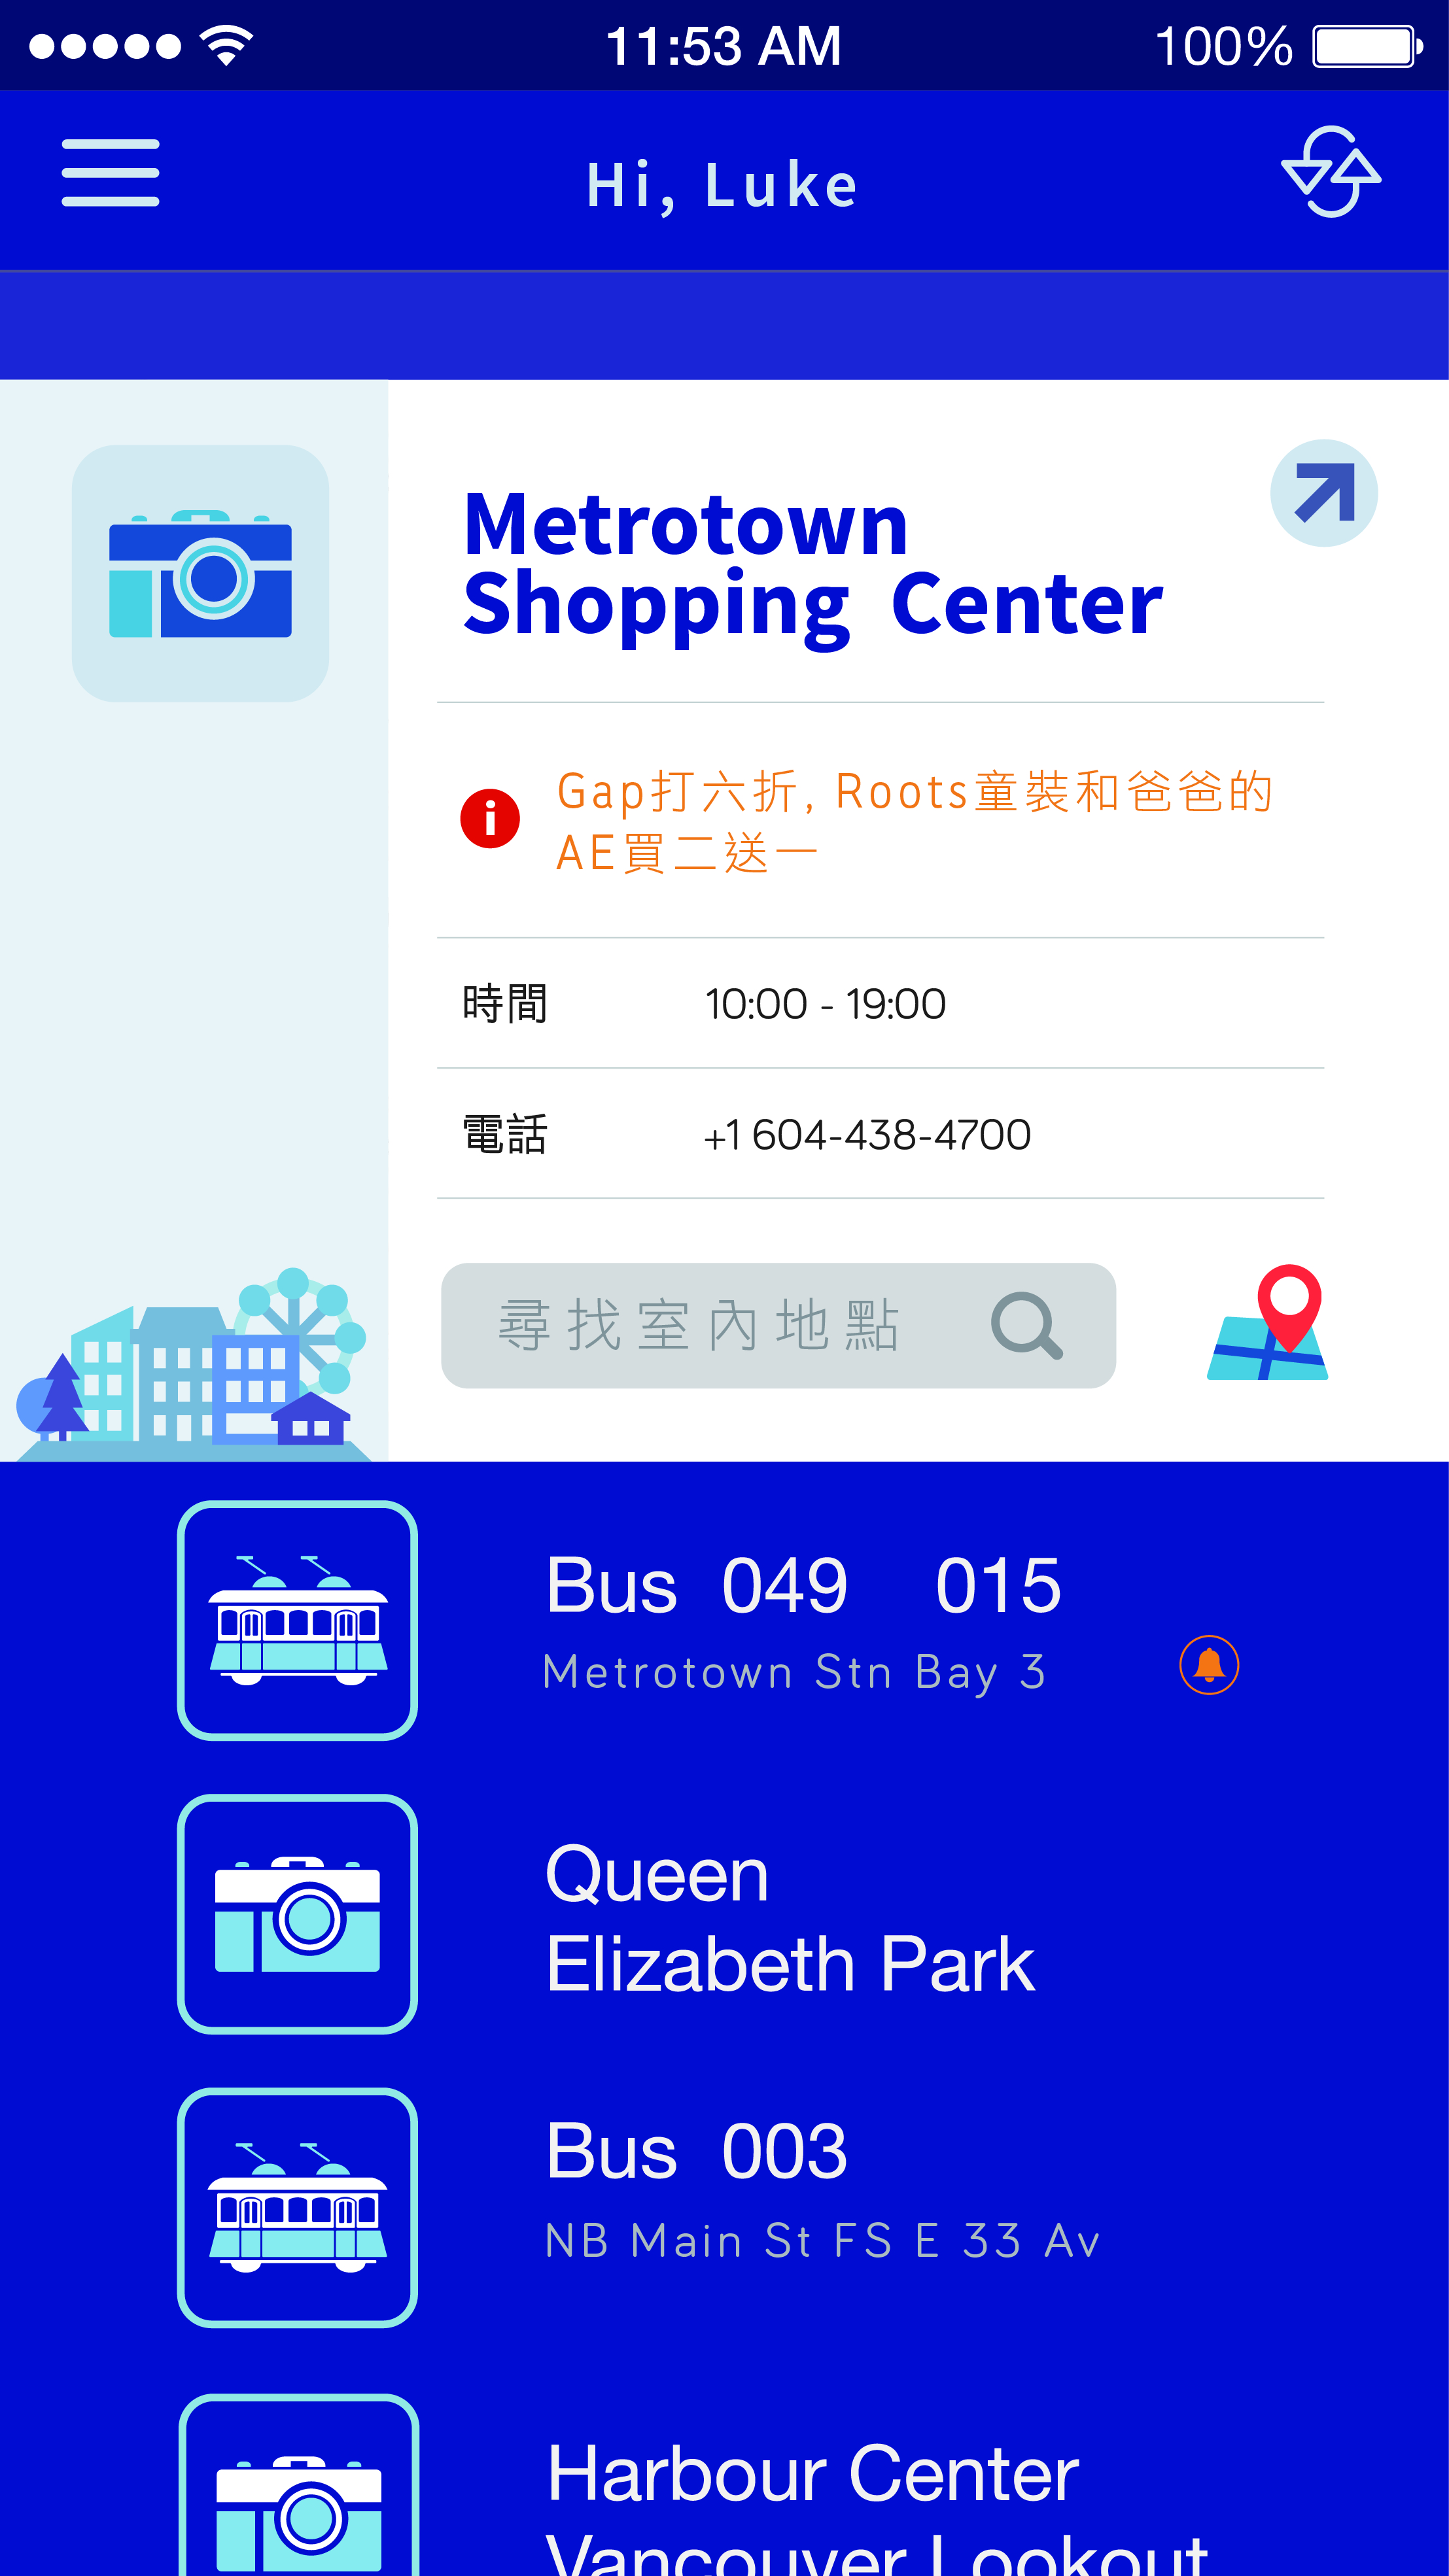 11:53 AM 100%
Hi, Luke
Metrotown
Shopping Center
Gap打六折, Roots童裝和爸爸的
AE買二送一
時間 10:00 - 19:00
電話 +1 604-438-4700
尋找室內地點
Bus 049 015
Metrotown Stn Bay 3
Queen
Elizabeth Park
Bus 003
NB Main St FS E 33 Av
Harbour Center
Vancouver Lookout